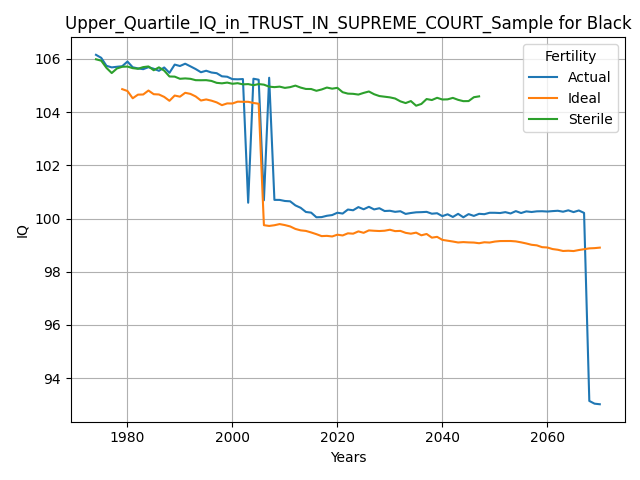 Upper_Quartile_IQ_in_TRUST_IN_SUPREME_COURT_Sample for Black
Fertility
Actual
Ideal
Sterile
106
104
102
100
98
96
94
IQ
1980
2000
2020
2040
2060
Years